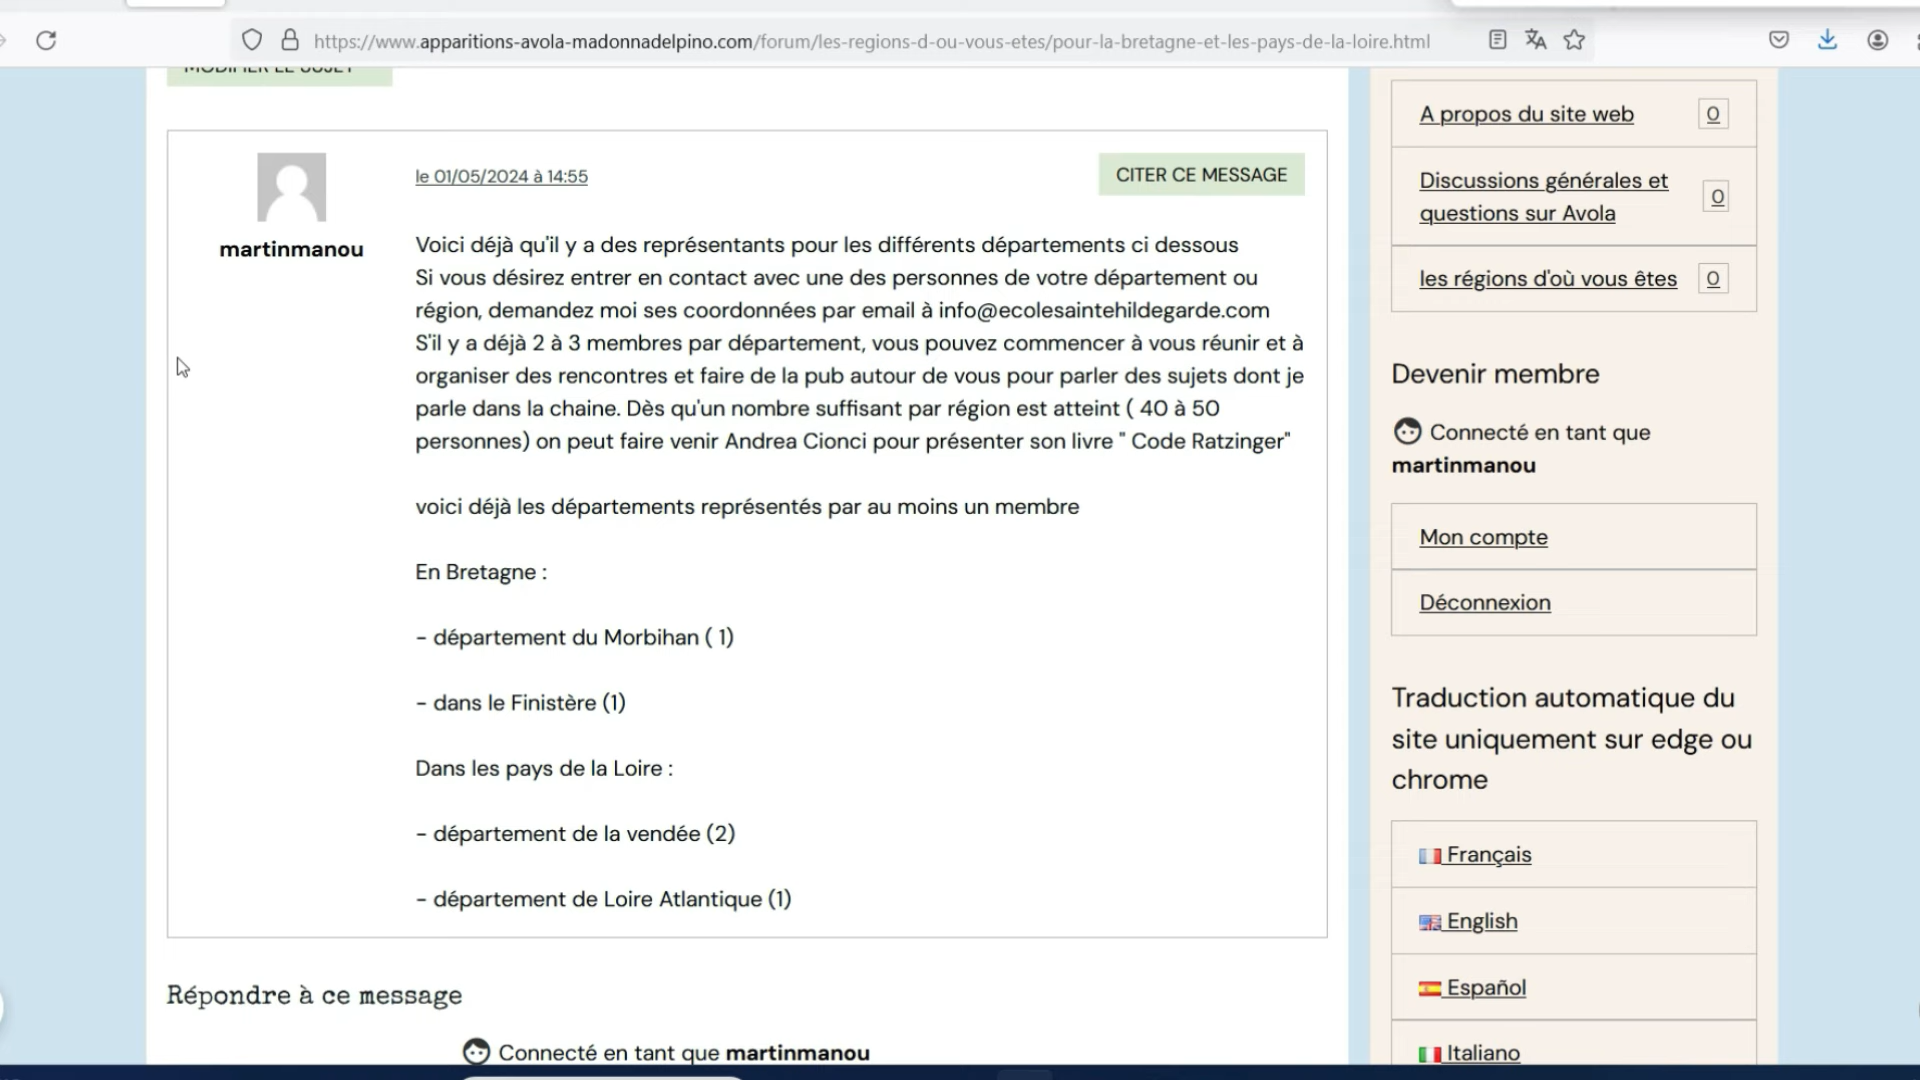 https://www.apparitions-avola-madonnadelpino.com/forum/les-regions-d-ou-vous-etes/pour-la-bretagne-et-les-pays-de-la-loire.html
MODIFIER LE SUJET
martinmanou
le 01/05/2024 à 14:55
CITER CE MESSAGE
Voici déjà qu'il y a des représentants pour les différents départements ci dessous
Si vous désirez entrer en contact avec une des personnes de votre département ou
région, demandez moi ses coordonnées par email à info@ecolesaintehildegarde.com
S'il y a déjà 2 à 3 membres par département, vous pouvez commencer à vous réunir et à
organiser des rencontres et faire de la pub autour de vous pour parler des sujets dont je
parle dans la chaine. Dès qu'un nombre suffisant par région est atteint ( 40 à 50
personnes) on peut faire venir Andrea Cionci pour présenter son livre " Code Ratzinger"
voici déjà les départements représentés par au moins un membre
En Bretagne :
- département du Morbihan ( 1)
- dans le Finistère (1)
Dans les pays de la Loire :
- département de la vendée (2)
- département de Loire Atlantique (1)
Répondre à ce message
Connecté en tant que martinmanou
A propos du site web 0
Discussions générales et
questions sur Avola 0
les régions d'où vous êtes 0
Devenir membre
Connecté en tant que
martinmanou
Mon compte
Déconnexion
Traduction automatique du
site uniquement sur edge ou
chrome
Français
English
Español
Italiano